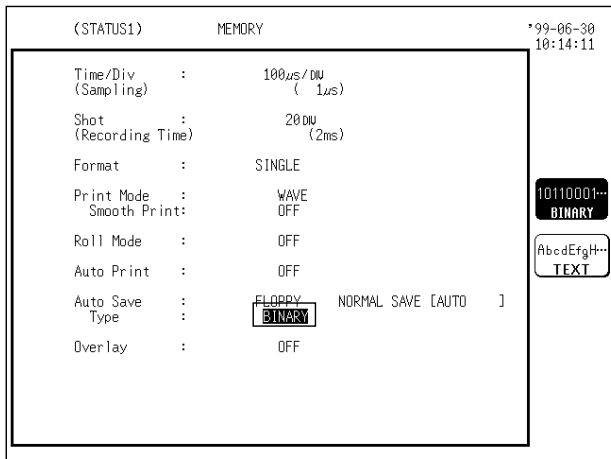 (STATUS1) MEMORY '99-06-30
10:14:11
Time/Div : 100µs/DIV
(Sampling) ( 1µs)
Shot : 20DIV
(Recording Time) (2ms)
Format : SINGLE
Print Mode : WAVE
Smooth Print: OFF
Roll Mode : OFF
Auto Print : OFF
Auto Save : FLOPPY NORMAL SAVE [AUTO ]
Type : BINARY
Overlay : OFF
10110001…
BINARY
AbcdEfgH…
TEXT